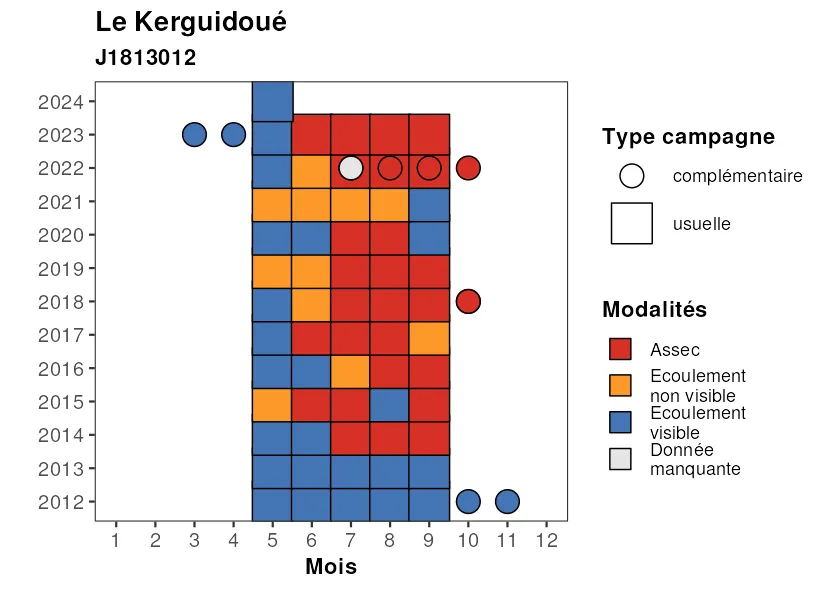 Le Kerguidoué
J1813012
2024
2023
2022
2021
2020
2019
2018
2017
2016
2015
2014
2013
2012
1 2 3 4 5 6 7 8 9 10 11 12
Mois
Type campagne
complémentaire
usuelle
Modalités
Assec
Ecoulement
non visible
Ecoulement
visible
Donnée
manquante